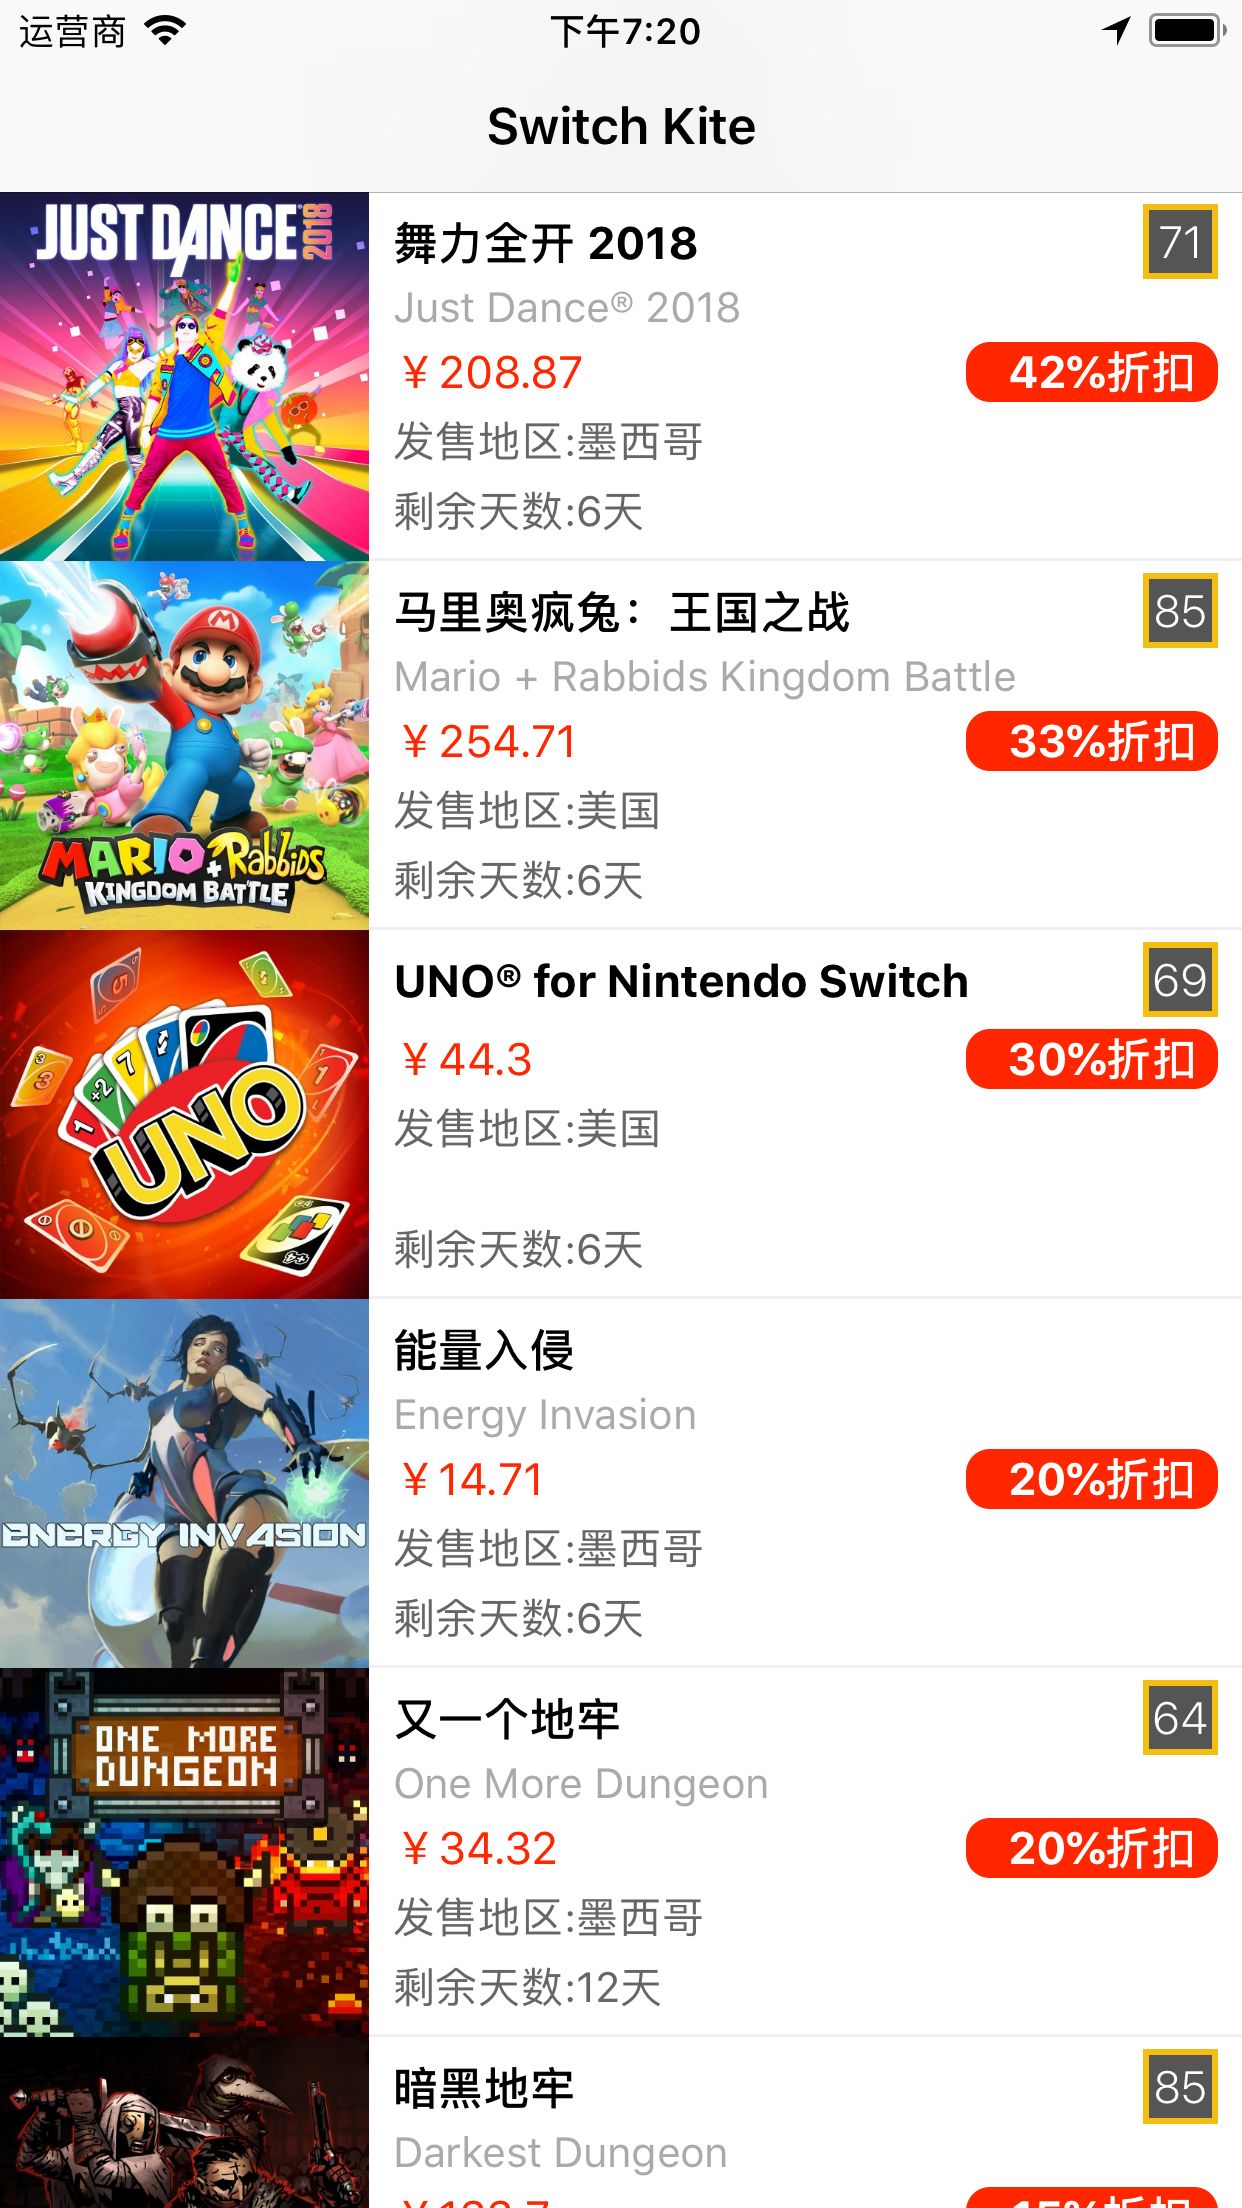 运营商
下午7:20
Switch Kite
JUST DANCE 2018
舞力全开 2018
71
Just Dance® 2018
¥208.87
42%折扣
发售地区:墨西哥
剩余天数:6天
MARIO + Rabbids
KINGDOM BATTLE
马里奥疯兔：王国之战
85
Mario + Rabbids Kingdom Battle
¥254.71
33%折扣
发售地区:美国
剩余天数:6天
UNO
UNO® for Nintendo Switch
69
¥44.3
30%折扣
发售地区:美国
剩余天数:6天
ENERGY INVASION
能量入侵
Energy Invasion
¥14.71
20%折扣
发售地区:墨西哥
剩余天数:6天
ONE MORE
DUNGEON
又一个地牢
64
One More Dungeon
¥34.32
20%折扣
发售地区:墨西哥
剩余天数:12天
暗黑地牢
85
Darkest Dungeon